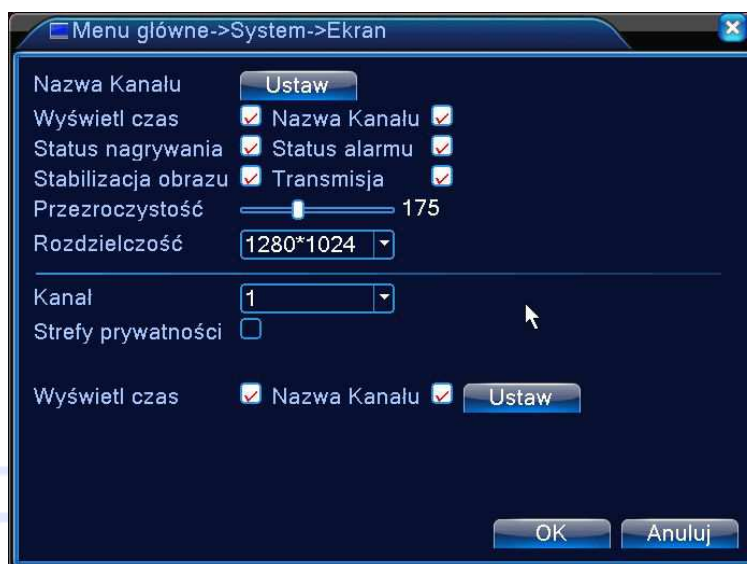 Menu główne->System->Ekran
Nazwa Kanału Ustaw
Wyświetl czas Nazwa Kanału
Status nagrywania Status alarmu
Stabilizacja obrazu Transmisja
Przezroczystość 175
Rozdzielczość 1280*1024
Kanał 1
Strefy prywatności
Wyświetl czas Nazwa Kanału Ustaw
OK Anuluj